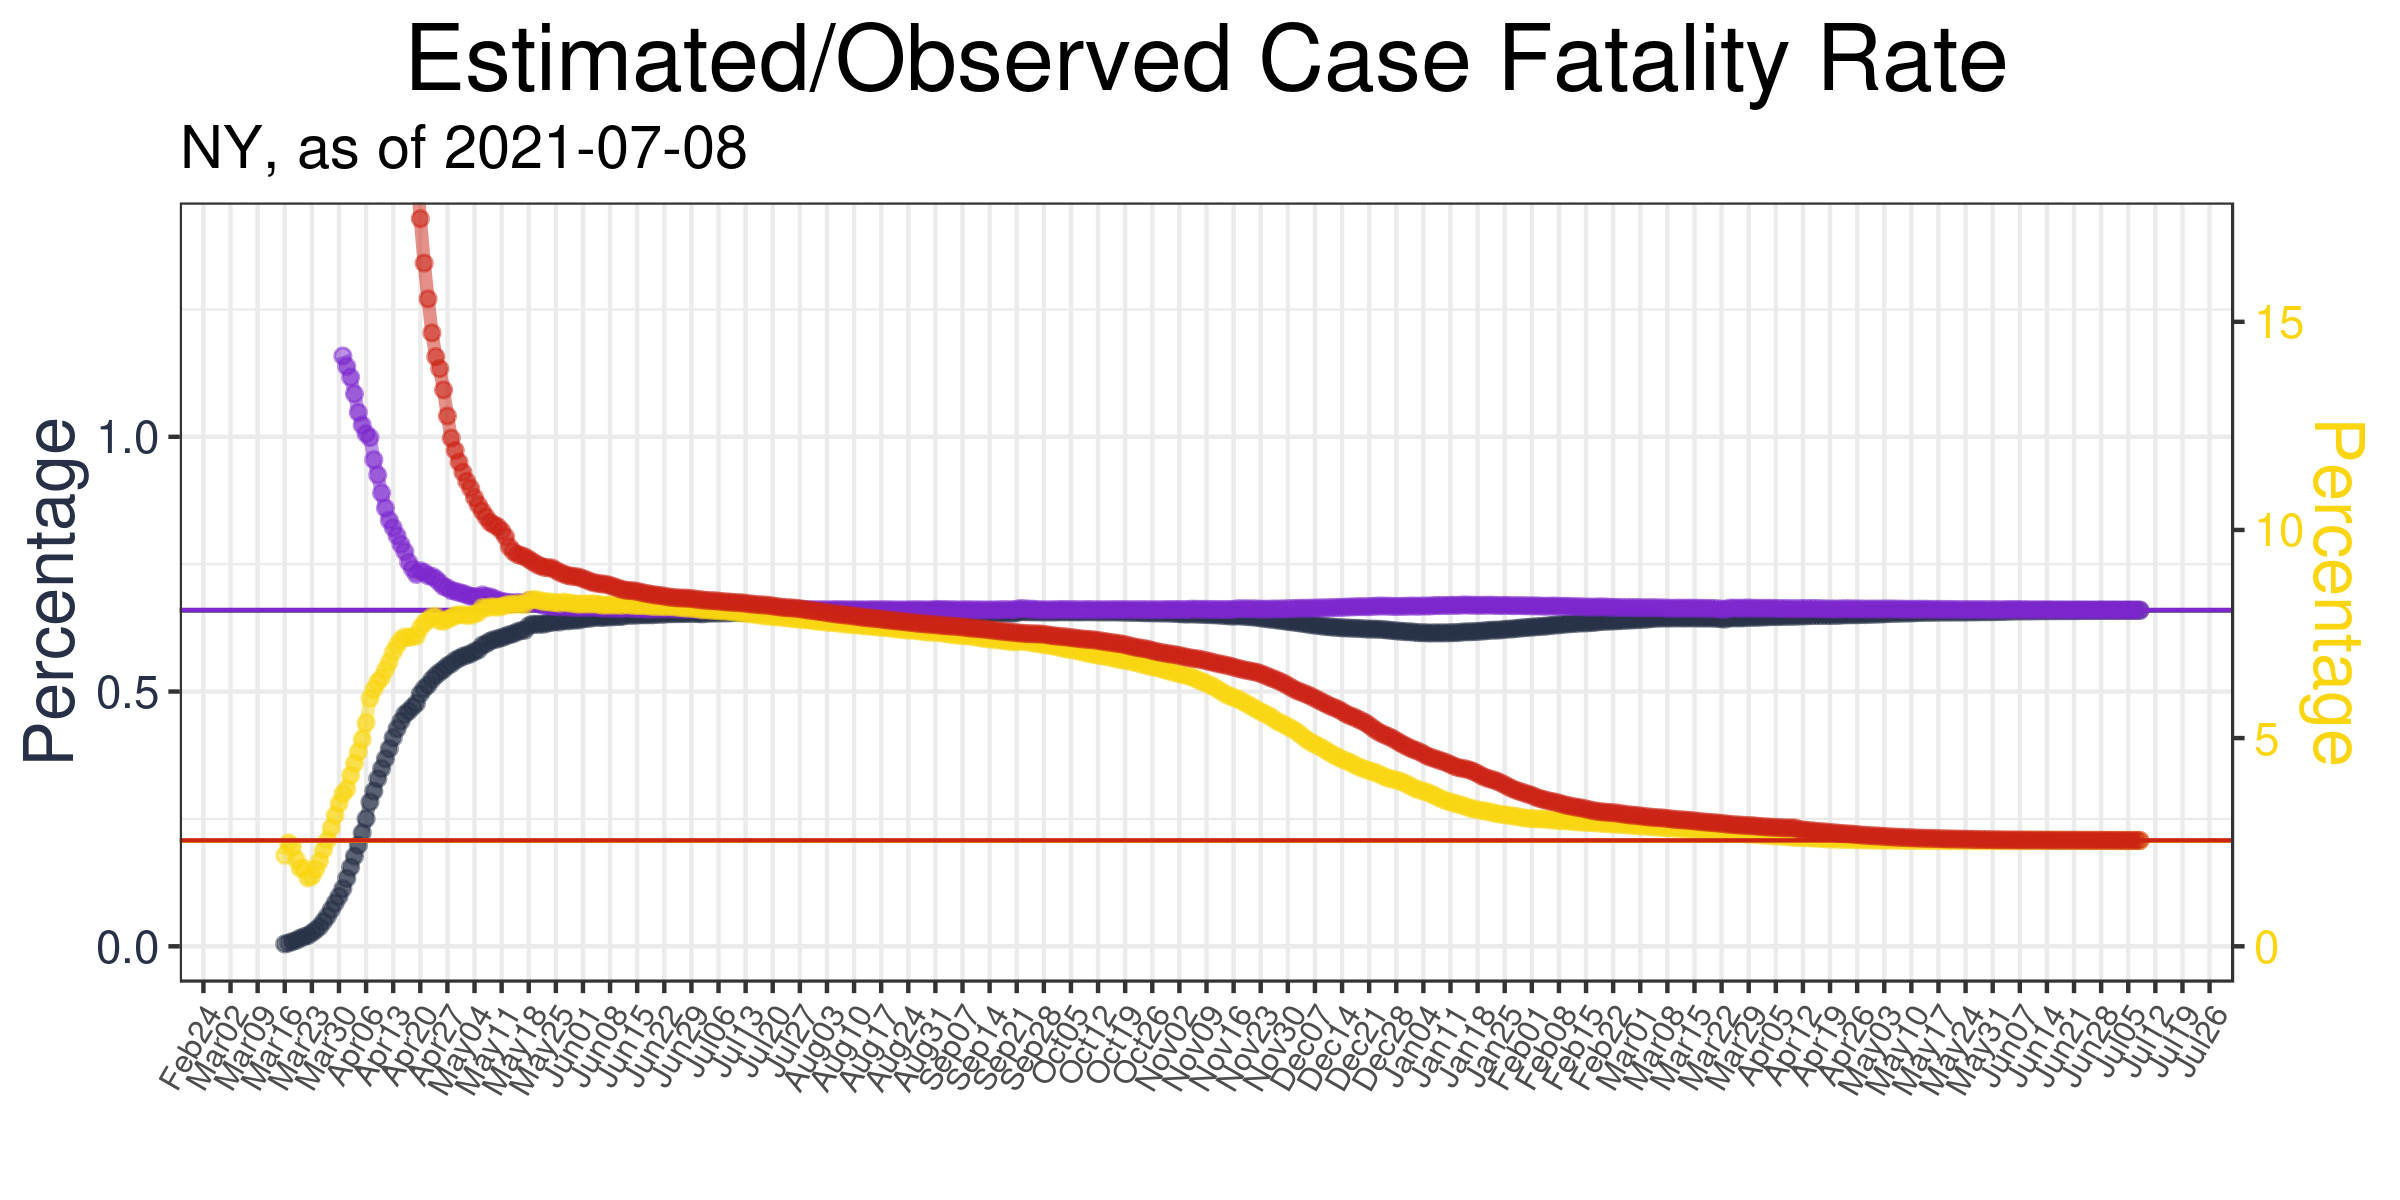 Estimated/Observed Case Fatality Rate
NY, as of 2021-07-08
Percentage
1.0
0.5
0.0
15
10
5
0
Percentage
Feb24
Mar02
Mar09
Mar16
Mar23
Mar30
Apr06
Apr13
Apr20
Apr27
May04
May11
May18
May25
Jun01
Jun08
Jun15
Jun22
Jun29
Jul06
Jul13
Jul20
Jul27
Aug03
Aug10
Aug17
Aug24
Aug31
Sep07
Sep14
Sep21
Sep28
Oct05
Oct12
Oct19
Oct26
Nov02
Nov09
Nov16
Nov23
Nov30
Dec07
Dec14
Dec21
Dec28
Jan04
Jan11
Jan18
Jan25
Feb01
Feb08
Feb15
Feb22
Mar01
Mar08
Mar15
Mar22
Mar29
Apr05
Apr12
Apr19
Apr26
May03
May10
May17
May24
May31
Jun07
Jun14
Jun21
Jun28
Jul05
Jul12
Jul19
Jul26